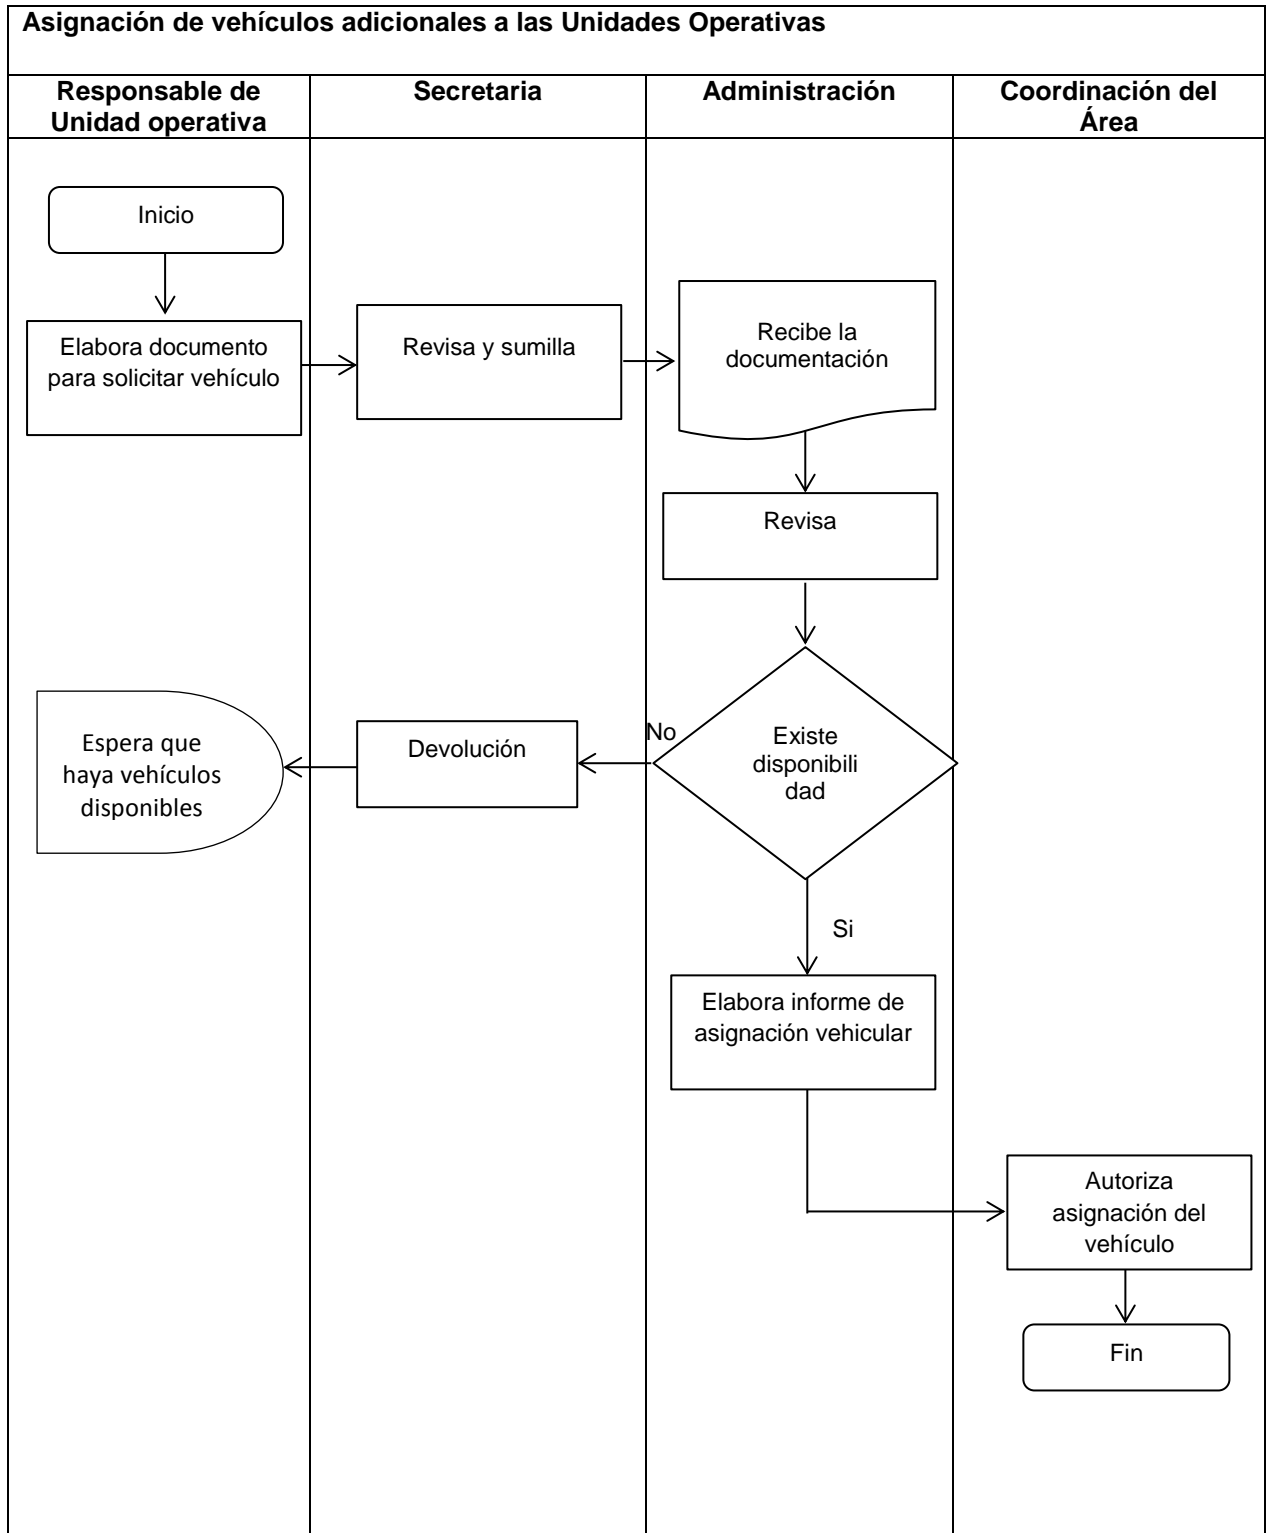 Asignación de vehículos adicionales a las Unidades Operativas
Responsable de
Unidad operativa
Secretaria
Administración
Coordinación del
Área
Inicio
Elabora documento
para solicitar vehículo
Revisa y sumilla
Recibe la
documentación
Revisa
Existe
disponibili
dad
No
Devolución
Espera que
haya vehículos
disponibles
Si
Elabora informe de
asignación vehicular
Autoriza
asignación del
vehículo
Fin